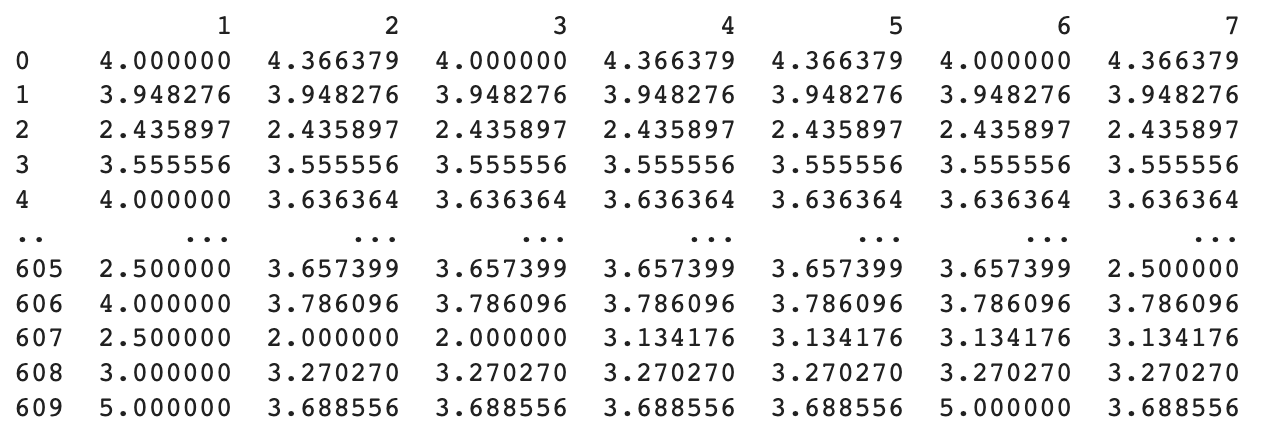 1 2 3 4 5 6 7
0 4.000000 4.366379 4.000000 4.366379 4.366379 4.000000 4.366379
1 3.948276 3.948276 3.948276 3.948276 3.948276 3.948276 3.948276
2 2.435897 2.435897 2.435897 2.435897 2.435897 2.435897 2.435897
3 3.555556 3.555556 3.555556 3.555556 3.555556 3.555556 3.555556
4 4.000000 3.636364 3.636364 3.636364 3.636364 3.636364 3.636364
.. ... ... ... ... ... ... ...
605 2.500000 3.657399 3.657399 3.657399 3.657399 3.657399 2.500000
606 4.000000 3.786096 3.786096 3.786096 3.786096 3.786096 3.786096
607 2.500000 2.000000 2.000000 3.134176 3.134176 3.134176 3.134176
608 3.000000 3.270270 3.270270 3.270270 3.270270 3.270270 3.270270
609 5.000000 3.688556 3.688556 3.688556 3.688556 5.000000 3.688556